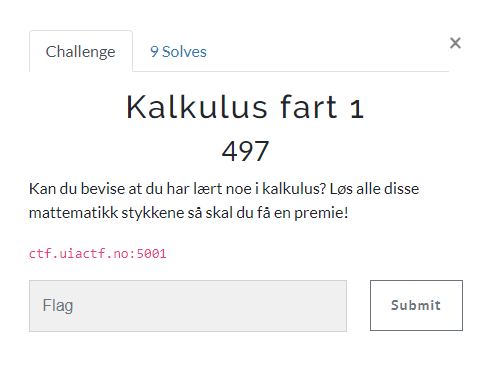 Challenge
9 Solves
×
Kalkulus fart 1
497
Kan du bevise at du har lært noe i kalkulus? Løs alle disse
mattematikk stykkene så skal du få en premie!
ctf.uiactf.no:5001
Flag
Submit